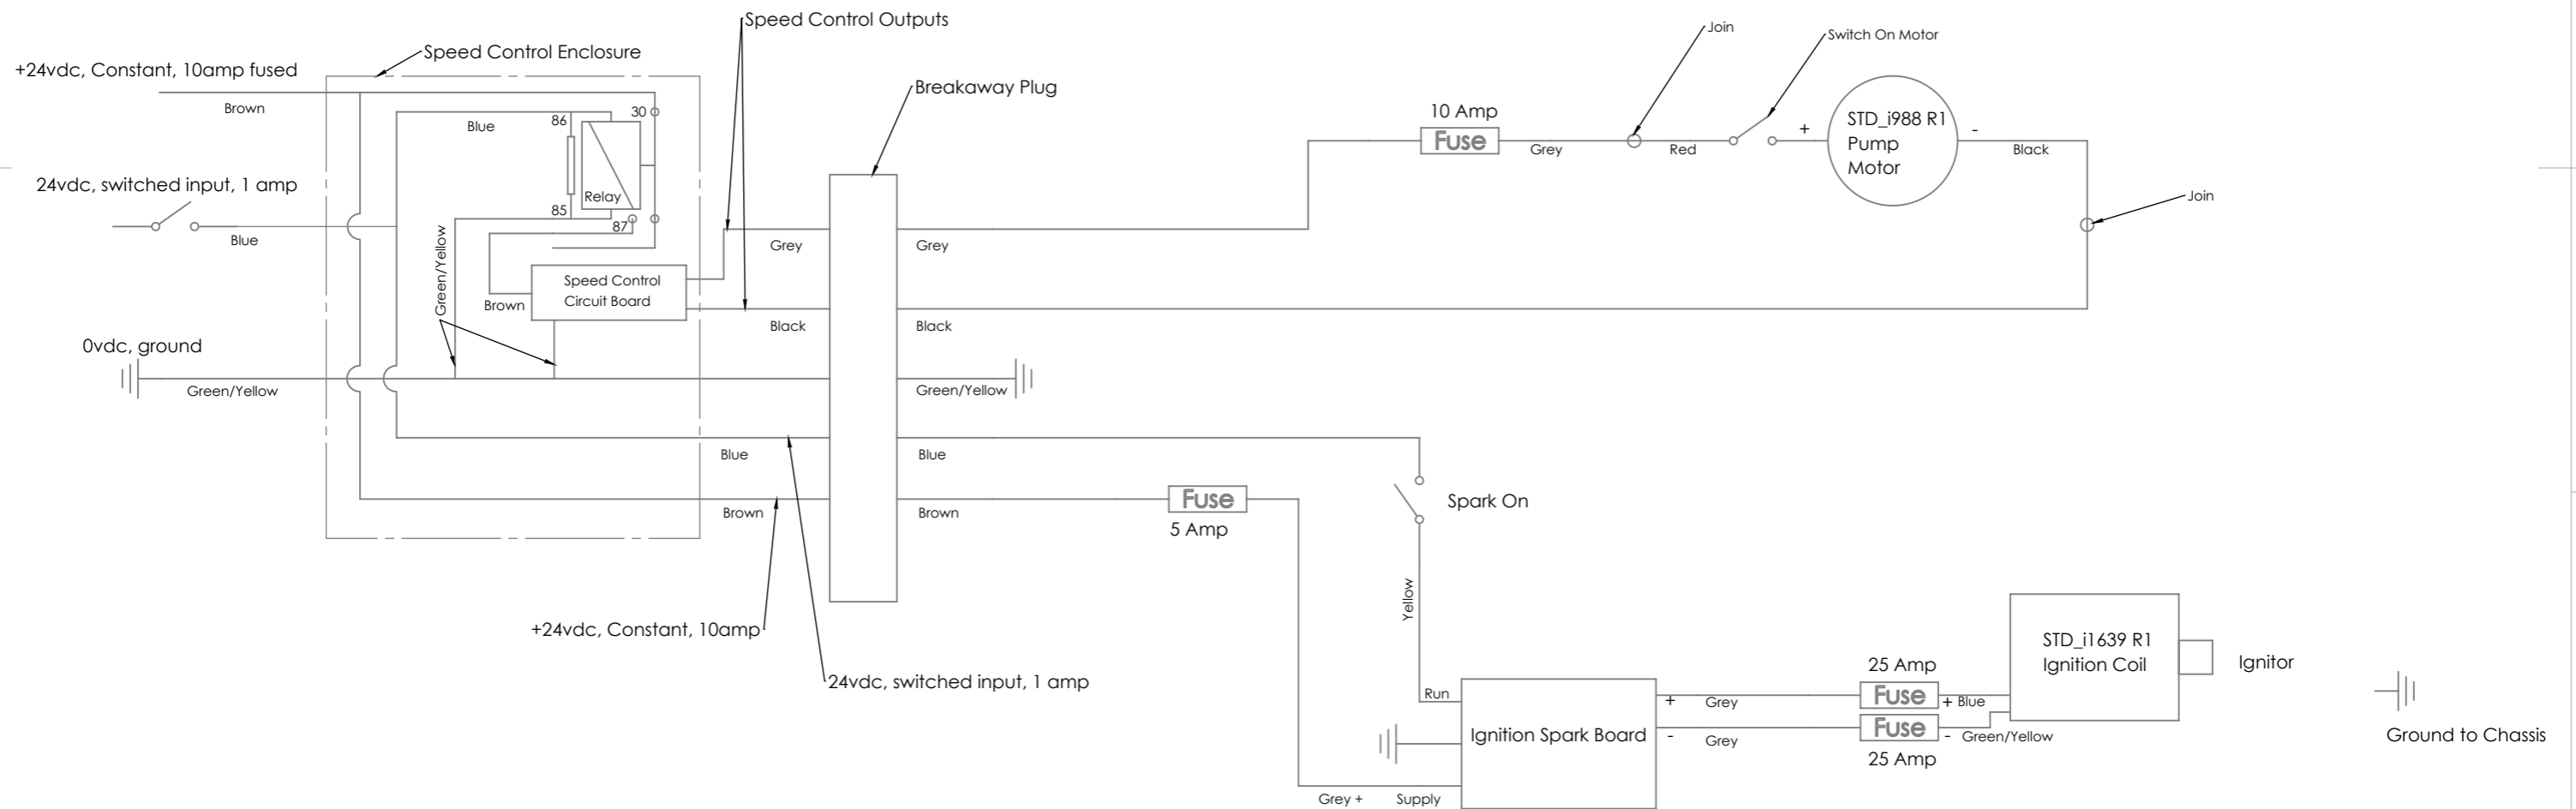 Speed Control Outputs
Join
Switch On Motor
Speed Control Enclosure
+24vdc, Constant, 10amp fused
Breakaway Plug
Brown
30
10 Amp
STD_i988 R1
Pump
Motor
86
Blue
Fuse
+
-
Grey
Red
Black
24vdc, switched input, 1 amp
Relay
Join
85
87
Blue
Grey
Grey
Green/Yellow
Speed Control
Circuit Board
Brown
Black
Black
0vdc, ground
Green/Yellow
Green/Yellow
Blue
Blue
Fuse
Spark On
Brown
Brown
5 Amp
Yellow
+24vdc, Constant, 10amp
STD_i1639 R1
Ignition Coil
Ignitor
25 Amp
24vdc, switched input, 1 amp
Run
Fuse
+
Grey
+ Blue
Fuse
Ignition Spark Board
-
Grey
- Green/Yellow
Ground to Chassis
25 Amp
Grey +
Supply